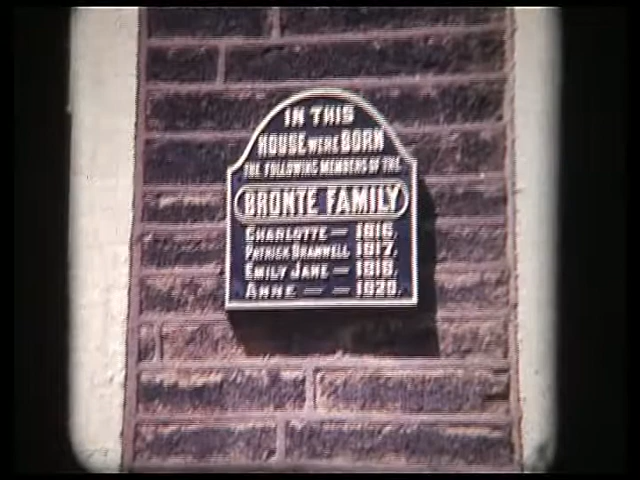 IN THIS
HOUSE WERE BORN
THE FOLLOWING MEMBERS OF THE
BRONTE FAMILY
CHARLOTTE — 1816.
PATRICK BRANWELL 1817.
EMILY JANE — 1818.
ANNE — — 1820.